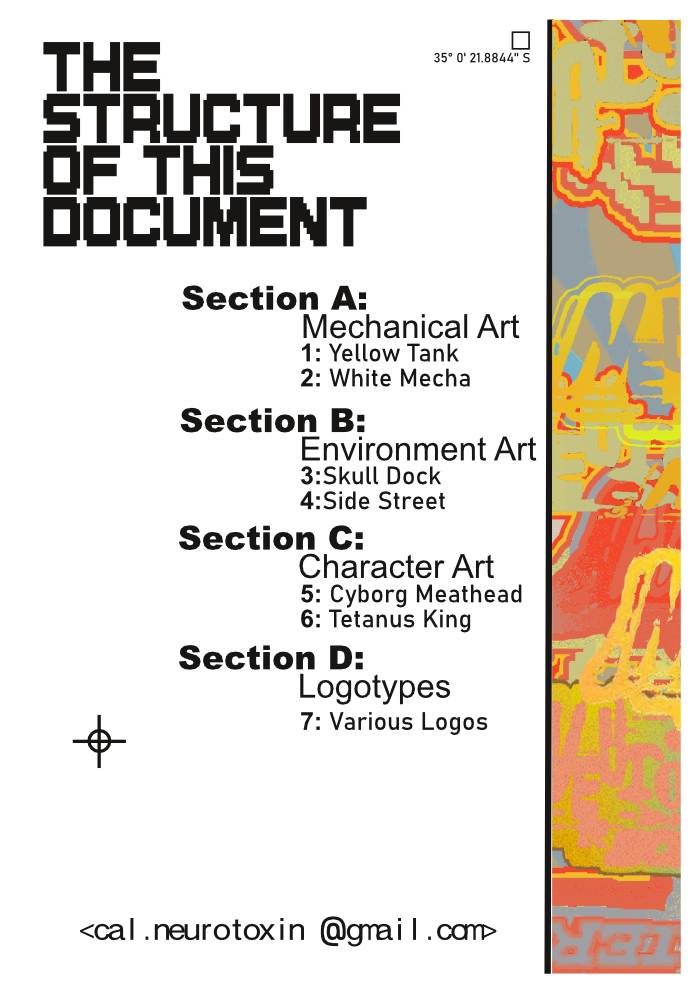 THE
STRUCTURE
OF THIS
DOCUMENT
35° 0' 21.8844" S
Section A:
Mechanical Art
1: Yellow Tank
2: White Mecha
Section B:
Environment Art
3:Skull Dock
4:Side Street
Section C:
Character Art
5: Cyborg Meathead
6: Tetanus King
Section D:
Logotypes
7: Various Logos
<cal.neurotoxin @gmail.com>